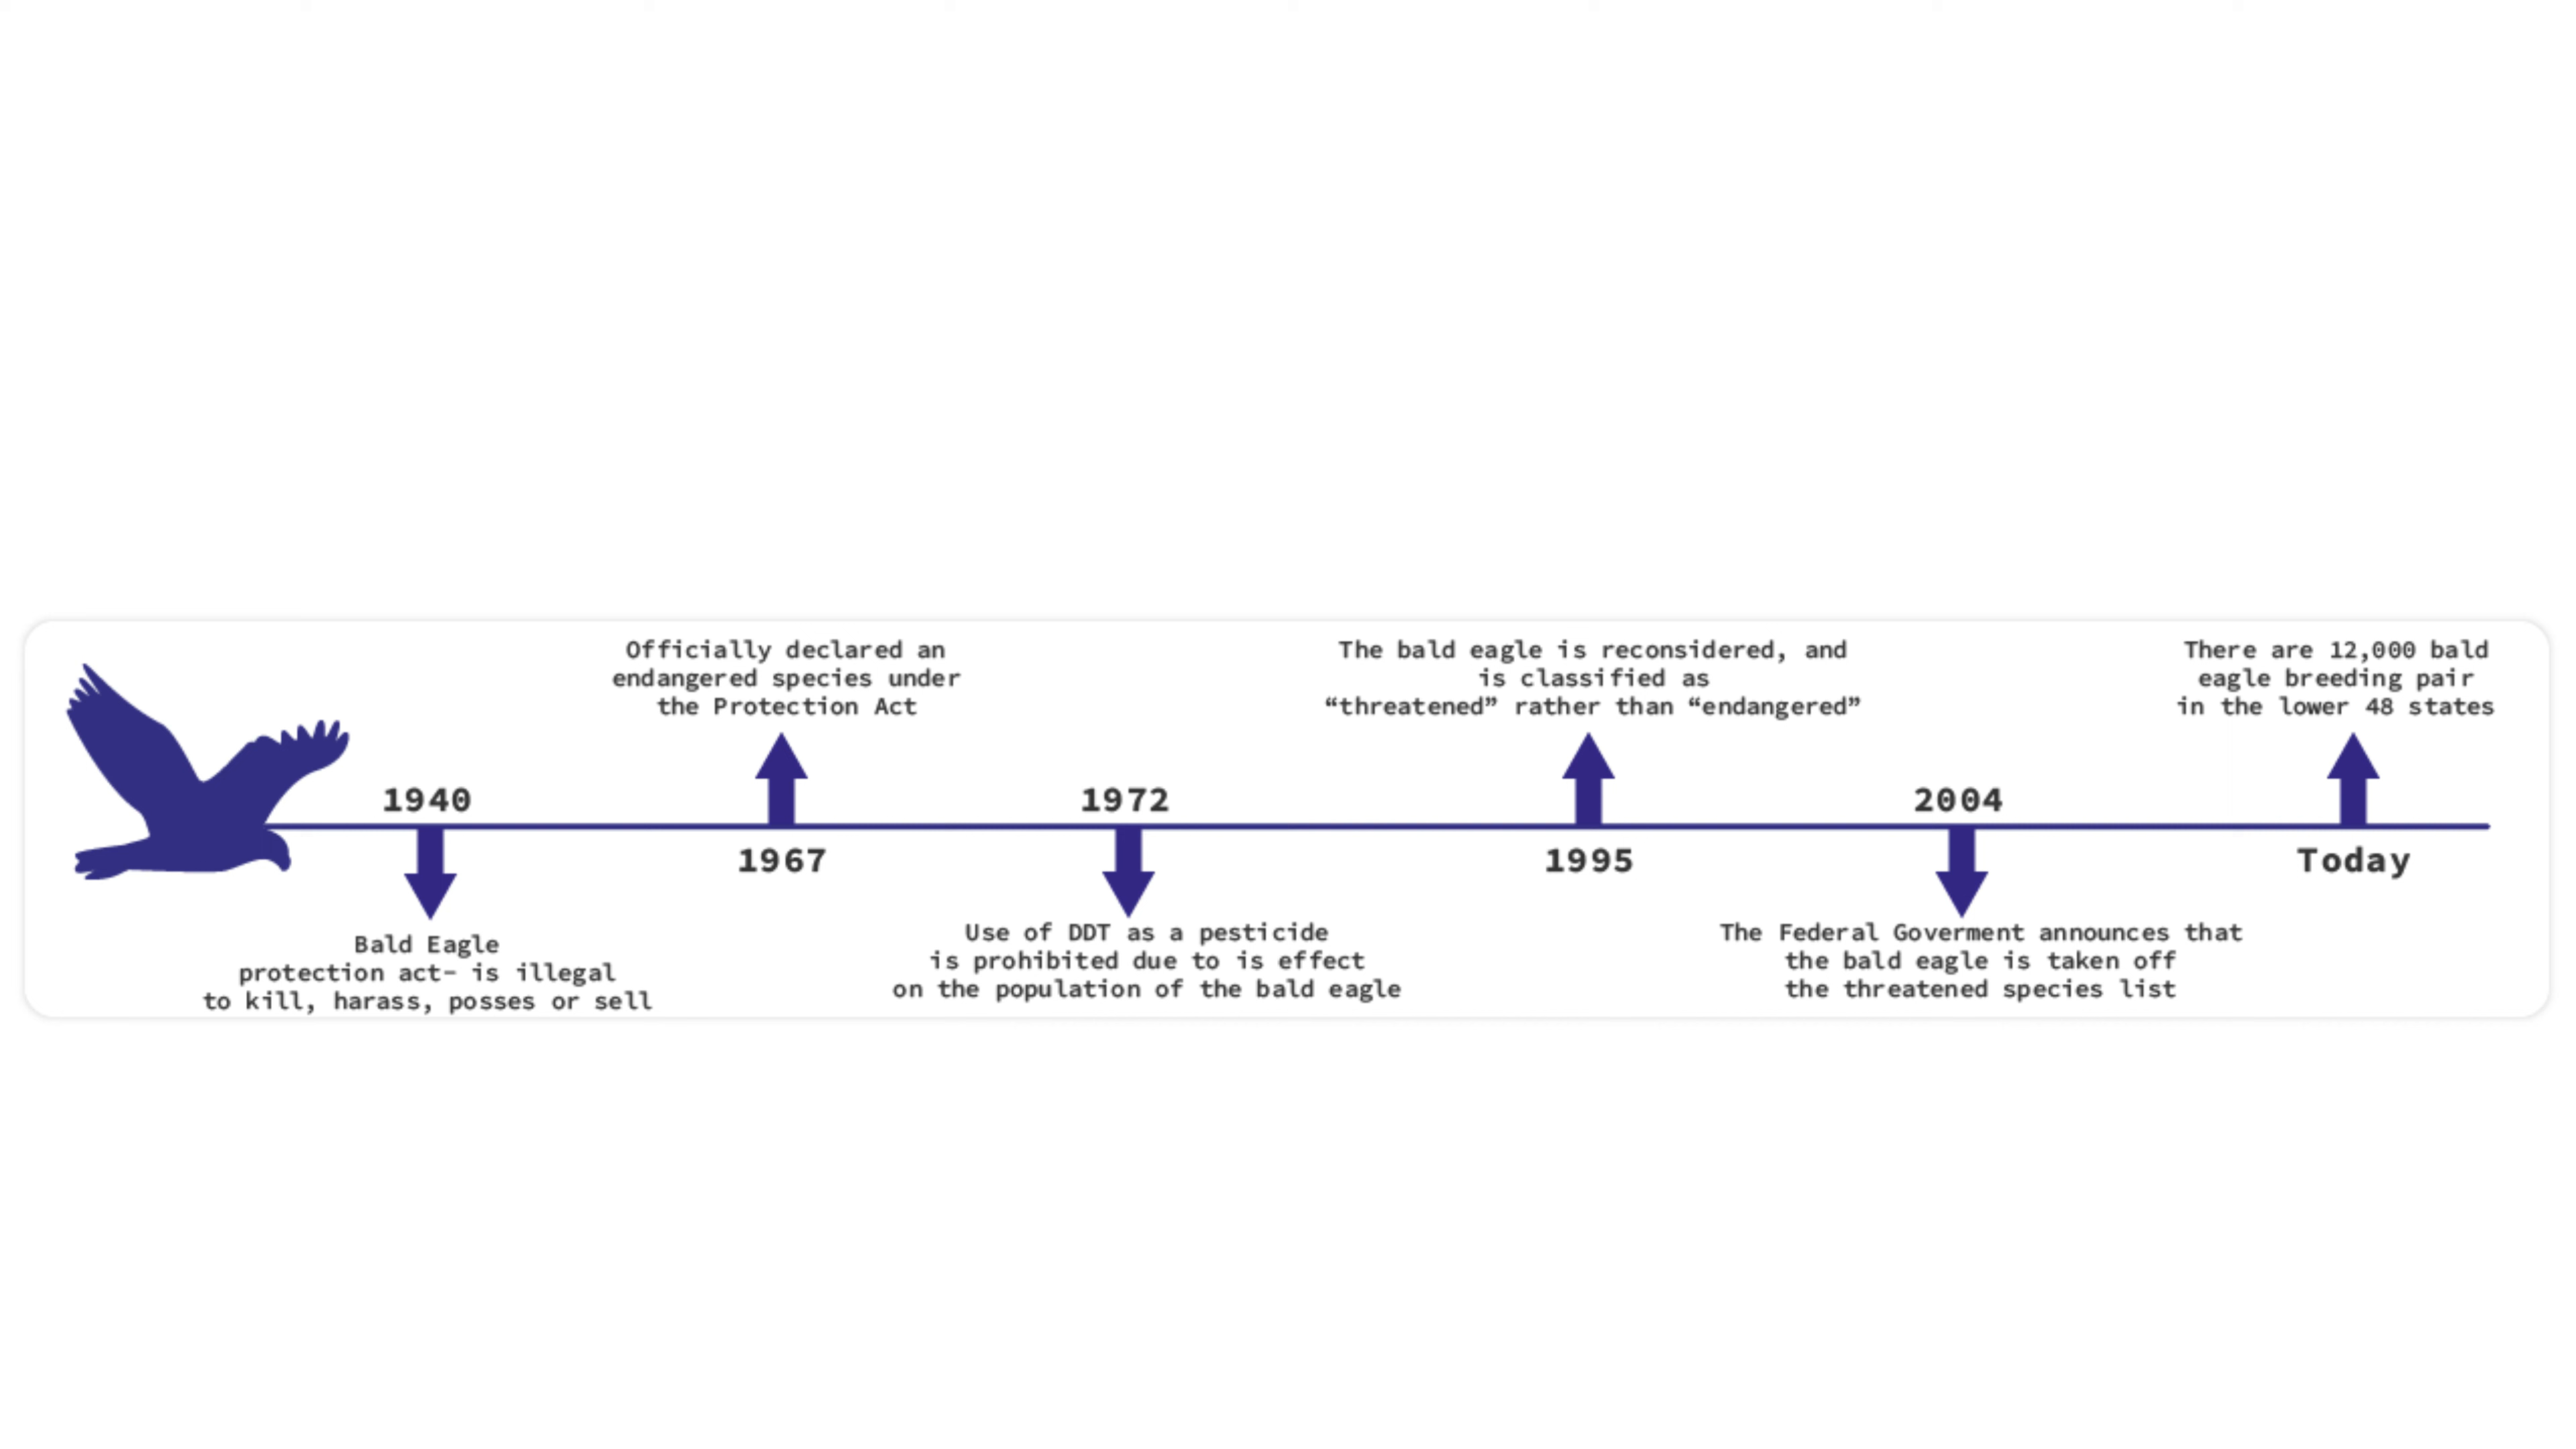 Officially declared an
endangered species under
the Protection Act
The bald eagle is reconsidered, and
is classified as
“threatened” rather than “endangered”
There are 12,000 bald
eagle breeding pair
in the lower 48 states
1940
1972
2004
1967
1995
Today
Bald Eagle
protection act– is illegal
to kill, harass, posses or sell
Use of DDT as a pesticide
is prohibited due to is effect
on the population of the bald eagle
The Federal Goverment announces that
the bald eagle is taken off
the threatened species list